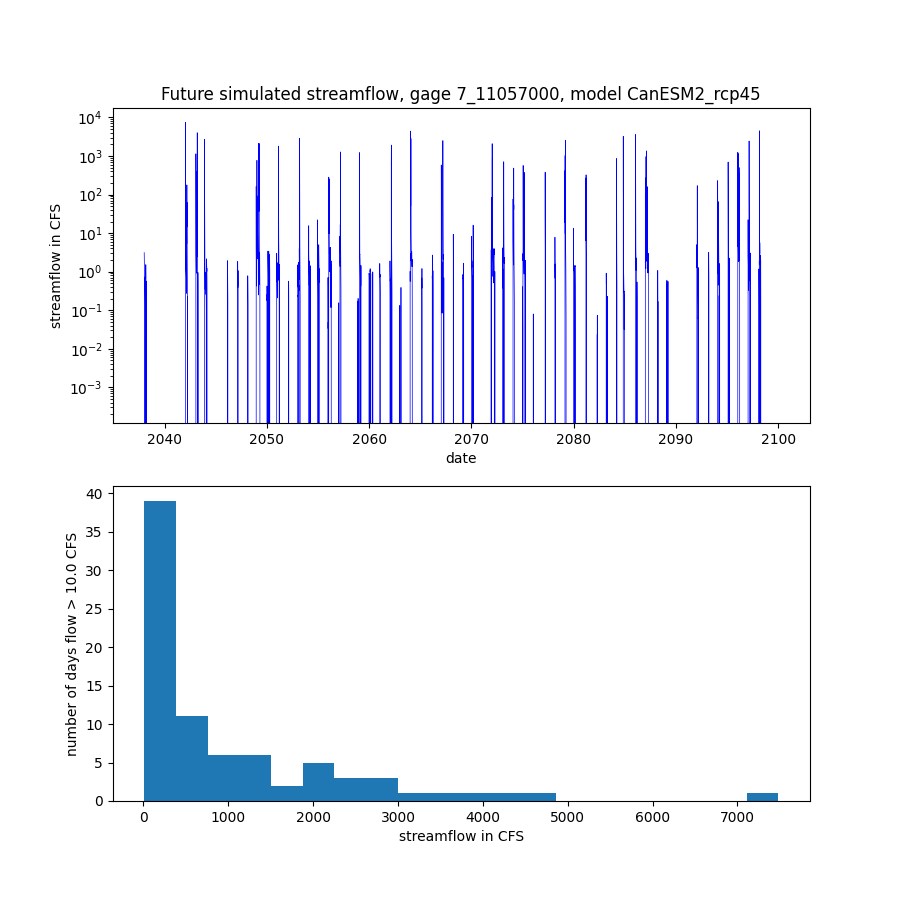 Future simulated streamflow, gage 7_11057000, model CanESM2_rcp45
10^4
10^3
10^2
10^1
10^0
10^-1
10^-2
10^-3
streamflow in CFS
2040 2050 2060 2070 2080 2090 2100
date
40
35
30
25
20
15
10
5
0
number of days flow > 10.0 CFS
0 1000 2000 3000 4000 5000 6000 7000
streamflow in CFS